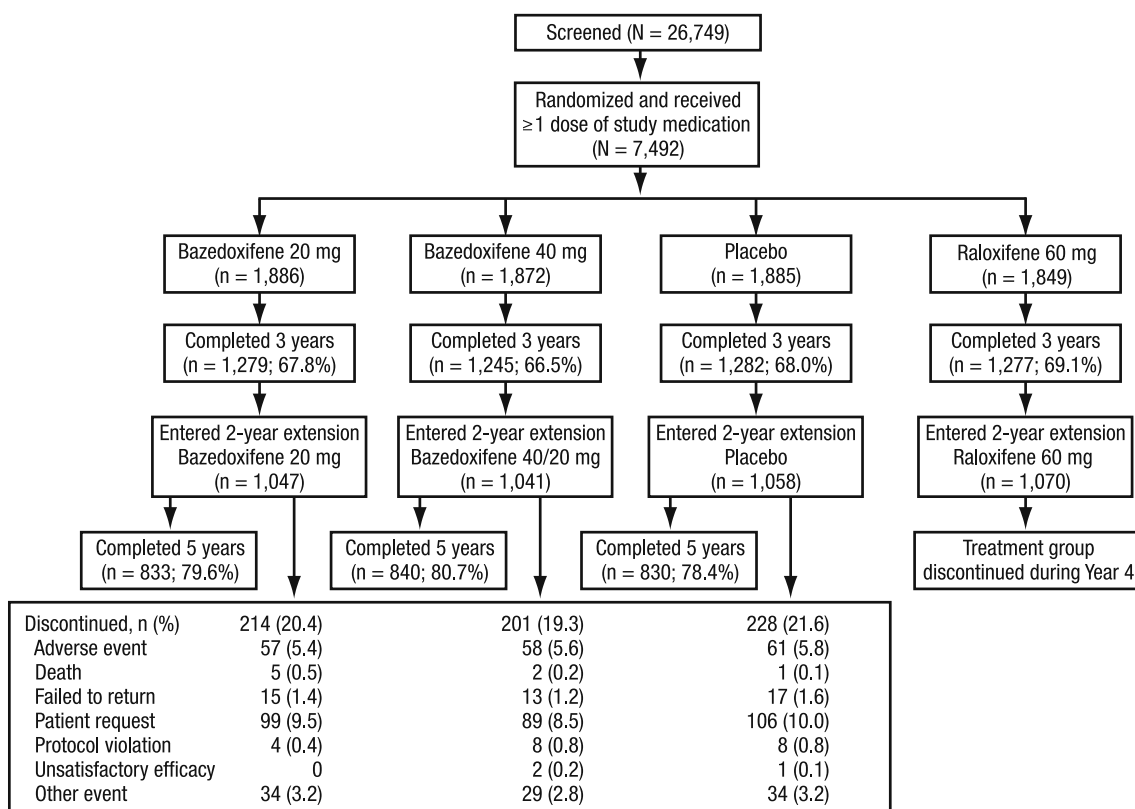 Screened (N = 26,749)
Randomized and received
≥1 dose of study medication
(N = 7,492)
Bazedoxifene 20 mg
(n = 1,886)
Bazedoxifene 40 mg
(n = 1,872)
Placebo
(n = 1,885)
Raloxifene 60 mg
(n = 1,849)
Completed 3 years
(n = 1,279; 67.8%)
Completed 3 years
(n = 1,245; 66.5%)
Completed 3 years
(n = 1,282; 68.0%)
Completed 3 years
(n = 1,277; 69.1%)
Entered 2-year extension
Bazedoxifene 20 mg
(n = 1,047)
Entered 2-year extension
Bazedoxifene 40/20 mg
(n = 1,041)
Entered 2-year extension
Placebo
(n = 1,058)
Entered 2-year extension
Raloxifene 60 mg
(n = 1,070)
Completed 5 years
(n = 833; 79.6%)
Completed 5 years
(n = 840; 80.7%)
Completed 5 years
(n = 830; 78.4%)
Treatment group
discontinued during Year 4
Discontinued, n (%) 214 (20.4) 201 (19.3) 228 (21.6)
Adverse event 57 (5.4) 58 (5.6) 61 (5.8)
Death 5 (0.5) 2 (0.2) 1 (0.1)
Failed to return 15 (1.4) 13 (1.2) 17 (1.6)
Patient request 99 (9.5) 89 (8.5) 106 (10.0)
Protocol violation 4 (0.4) 8 (0.8) 8 (0.8)
Unsatisfactory efficacy 0 2 (0.2) 1 (0.1)
Other event 34 (3.2) 29 (2.8) 34 (3.2)